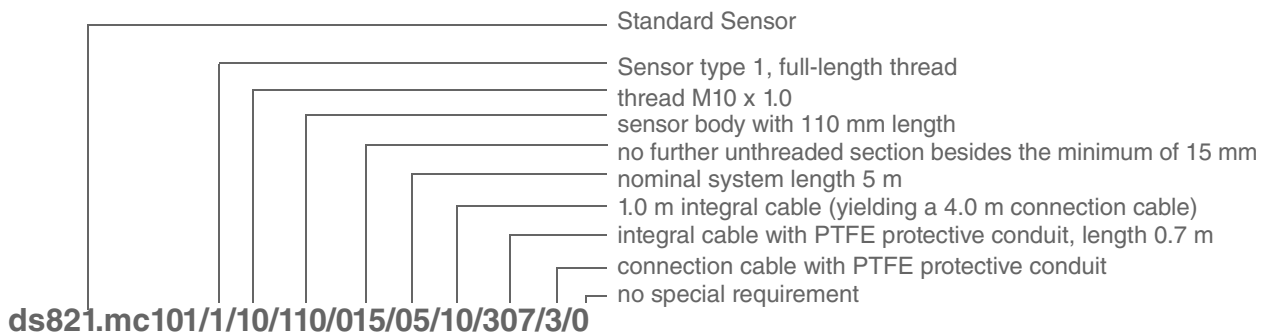 Standard Sensor
Sensor type 1, full-length thread
thread M10 x 1.0
sensor body with 110 mm length
no further unthreaded section besides the minimum of 15 mm
nominal system length 5 m
1.0 m integral cable (yielding a 4.0 m connection cable)
integral cable with PTFE protective conduit, length 0.7 m
connection cable with PTFE protective conduit
no special requirement
ds821.mc101/1/10/110/015/05/10/307/3/0